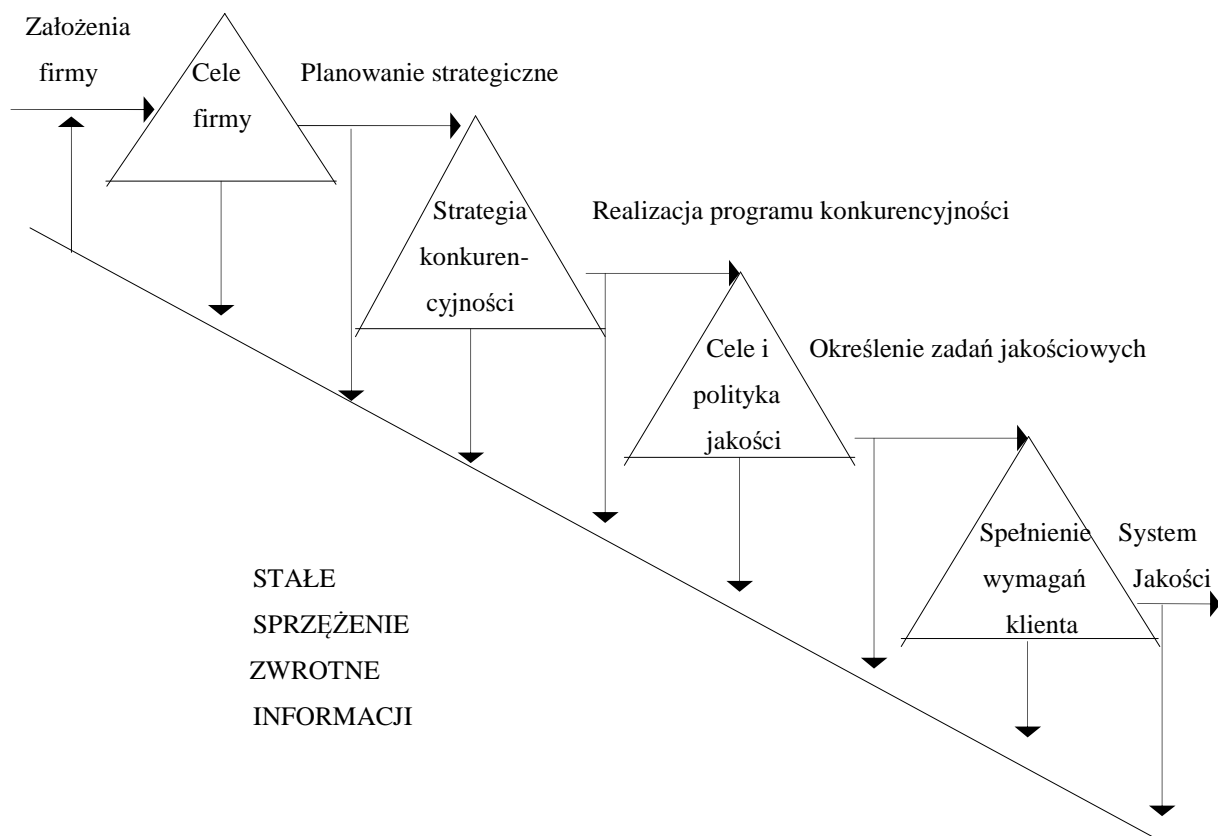 Założenia
firmy
Cele
firmy
Planowanie strategiczne
Strategia
konkuren-
cyjności
Realizacja programu konkurencyjności
Cele i
polityka
jakości
Określenie zadań jakościowych
Spełnienie
wymagań
klienta
System
Jakości
STAŁE
SPRZĘŻENIE
ZWROTNE
INFORMACJI